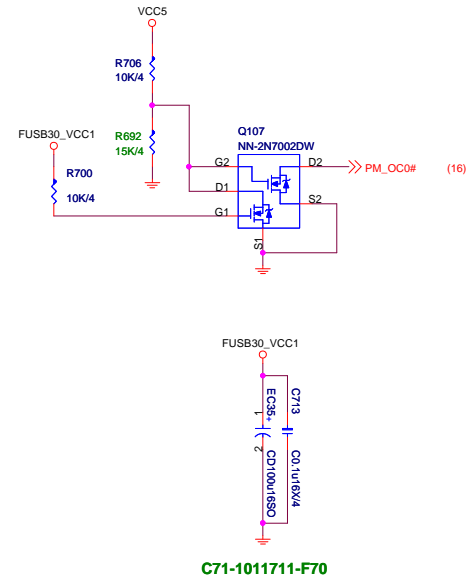 VCC5
R706
10K/4
R692
15K/4
FUSB30_VCC1
R700
10K/4
Q107
NN-2N7002DW
G2
D2
D1
S2
G1
S1
PM_OC0#
(16)
FUSB30_VCC1
C713
C0.1u16X/4
EC35
+
1
2
CD100u16SO
C71-1011711-F70